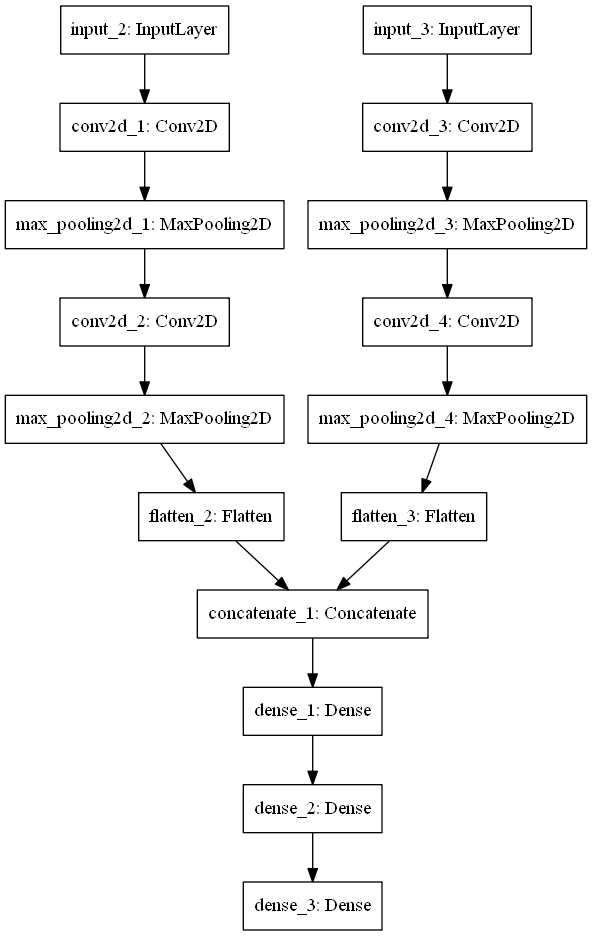 input_2: InputLayer
input_3: InputLayer
conv2d_1: Conv2D
conv2d_3: Conv2D
max_pooling2d_1: MaxPooling2D
max_pooling2d_3: MaxPooling2D
conv2d_2: Conv2D
conv2d_4: Conv2D
max_pooling2d_2: MaxPooling2D
max_pooling2d_4: MaxPooling2D
flatten_2: Flatten
flatten_3: Flatten
concatenate_1: Concatenate
dense_1: Dense
dense_2: Dense
dense_3: Dense